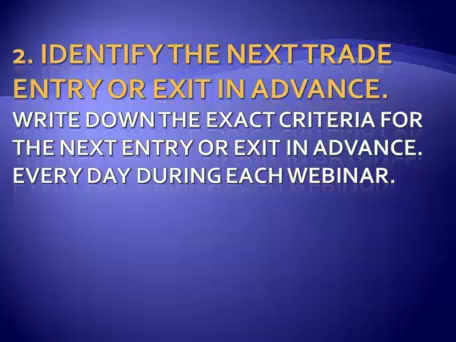 2. IDENTIFY THE NEXT TRADE
ENTRY OR EXIT IN ADVANCE.
WRITE DOWN THE EXACT CRITERIA FOR
THE NEXT ENTRY OR EXIT IN ADVANCE.
EVERY DAY DURING EACH WEBINAR.